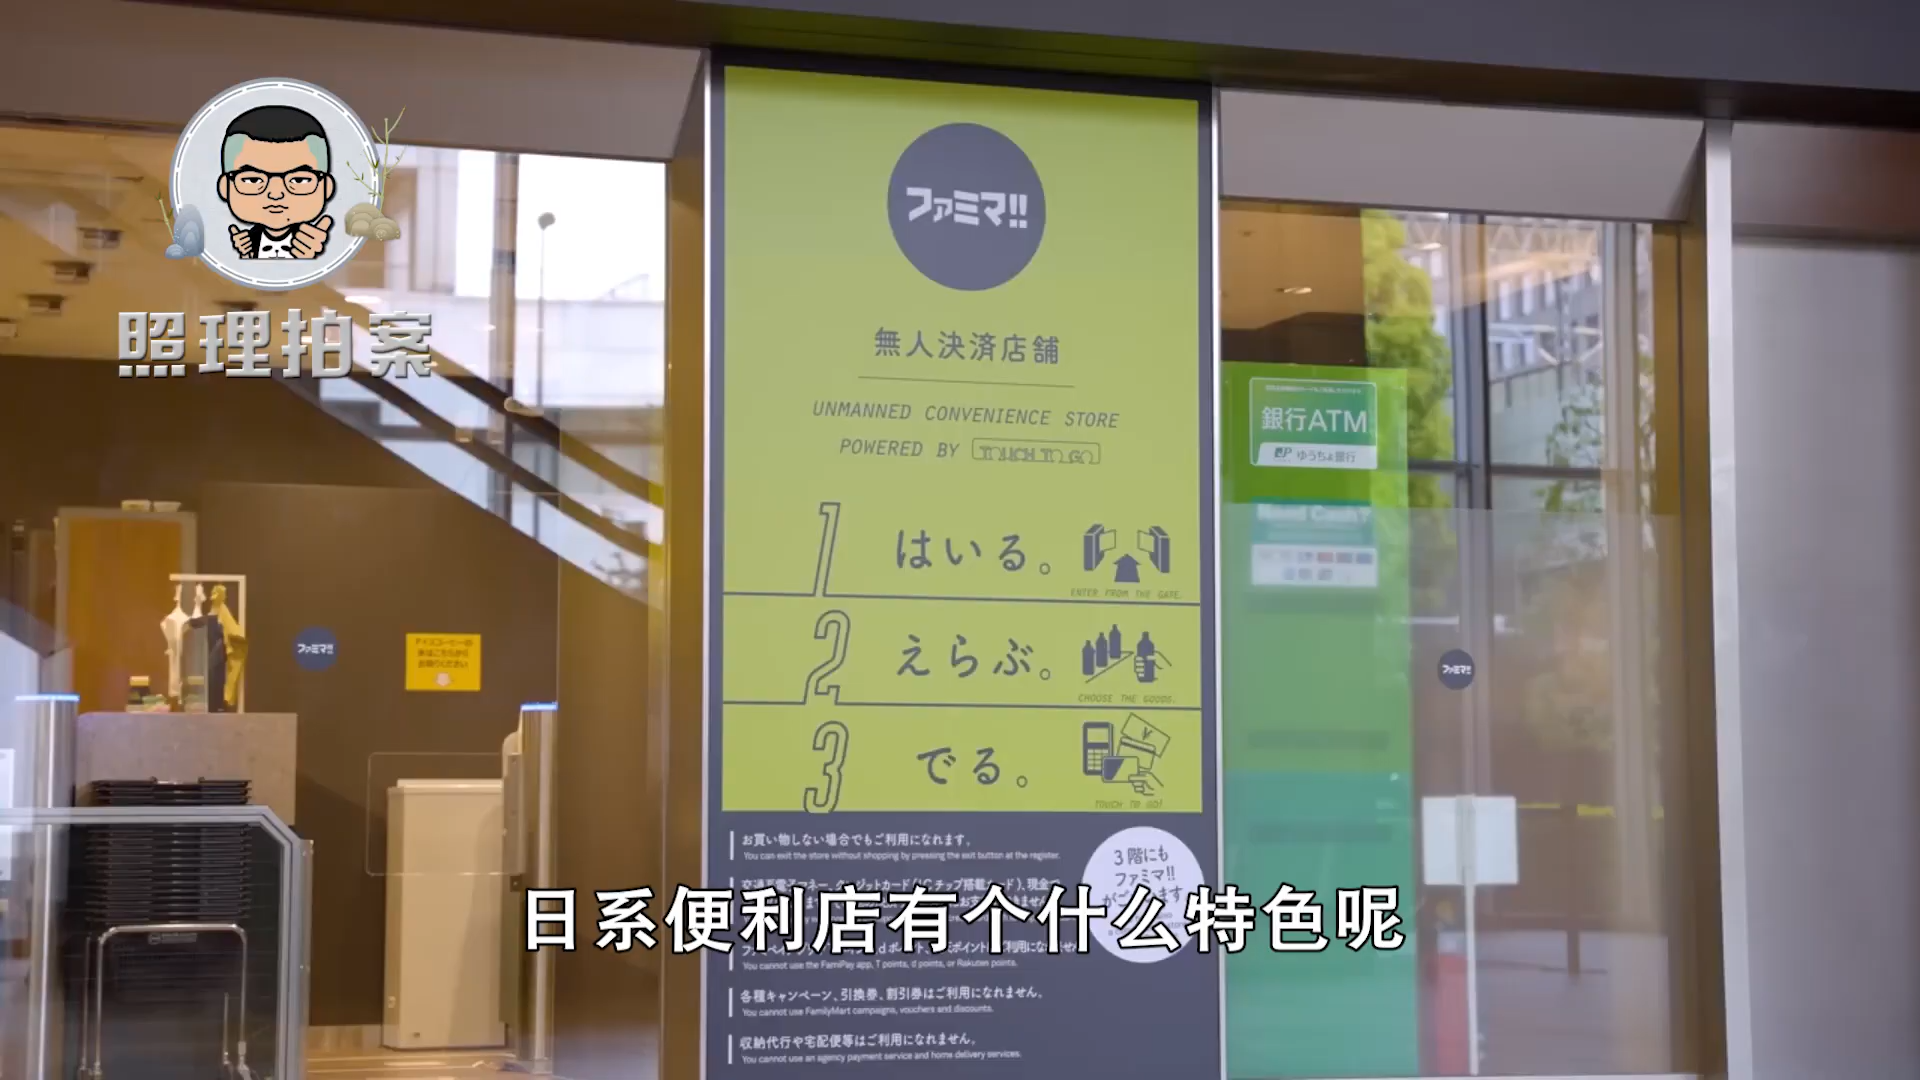 照理拍案
ファミマ!!
無人決済店舗
UNMANNED CONVENIENCE STORE
POWERED BY TOUCH TO GO
1 はいる。
ENTER FROM THE GATE.
2 えらぶ。
CHOOSE THE GOODS.
3 でる。
TOUCH TO GO!
お買い物しない場合でもご利用になれます。
You can exit the store without shopping by pressing the exit button at the register.
3階にも
ファミマ!!
日系便利店有个什么特色呢
You cannot use the FamiPay app, T points, d points, or Rakuten points.
各種キャンペーン、引換券、割引券はご利用になれません。
You cannot use FamilyMart campaigns, vouchers and discounts.
収納代行や宅配便等はご利用になれません。
You cannot use an agency payment service and home delivery services.
銀行ATM
JP ゆうちょ銀行
ファミマ!!
ファミマ!!